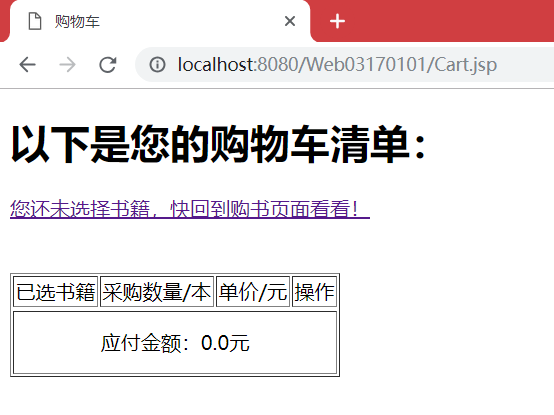 购物车
localhost:8080/Web03170101/Cart.jsp
以下是您的购物车清单：
您还未选择书籍，快回到购书页面看看！
已选书籍 采购数量/本 单价/元 操作
应付金额：0.0元